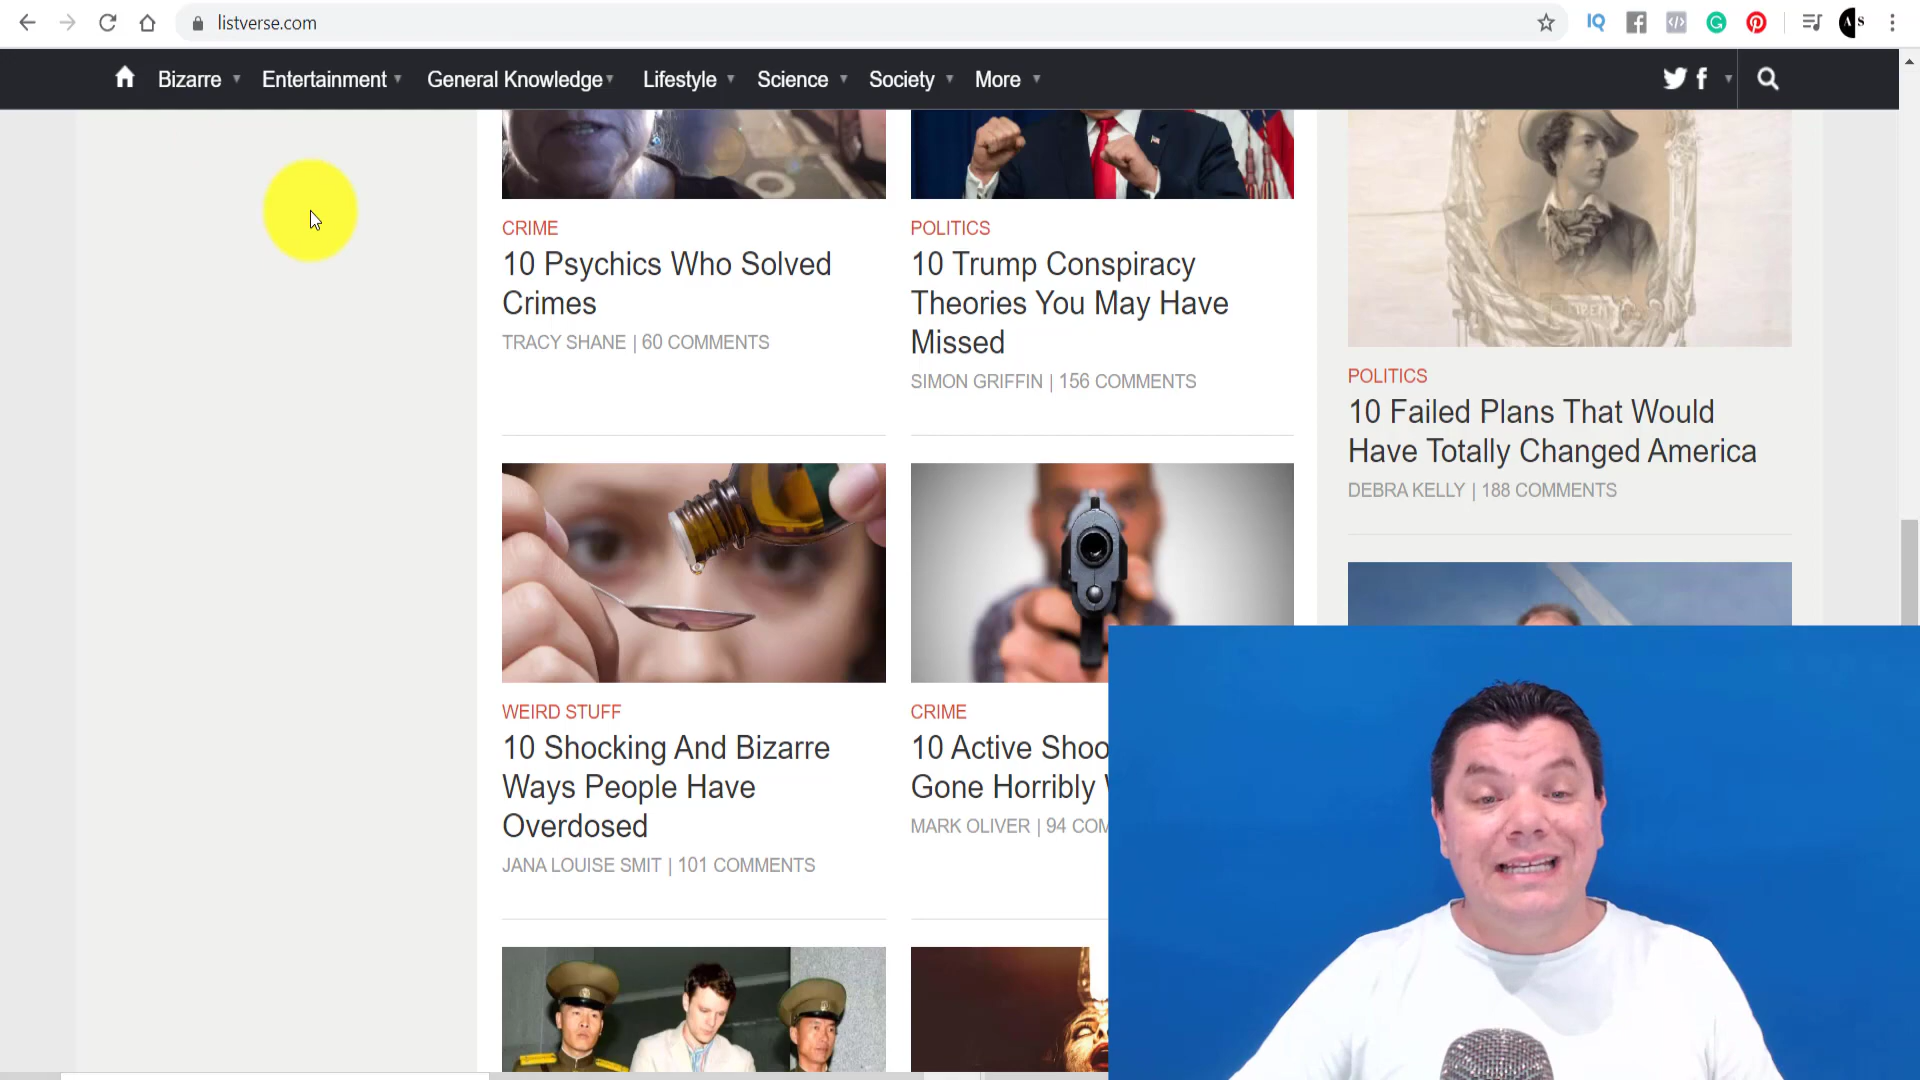 listverse.com
Bizarre Entertainment General Knowledge Lifestyle Science Society More
CRIME
10 Psychics Who Solved
Crimes
TRACY SHANE | 60 COMMENTS
POLITICS
10 Trump Conspiracy
Theories You May Have
Missed
SIMON GRIFFIN | 156 COMMENTS
POLITICS
10 Failed Plans That Would
Have Totally Changed America
DEBRA KELLY | 188 COMMENTS
WEIRD STUFF
10 Shocking And Bizarre
Ways People Have
Overdosed
JANA LOUISE SMIT | 101 COMMENTS
CRIME
10 Active Shoo
Gone Horribly
MARK OLIVER | 94 COM